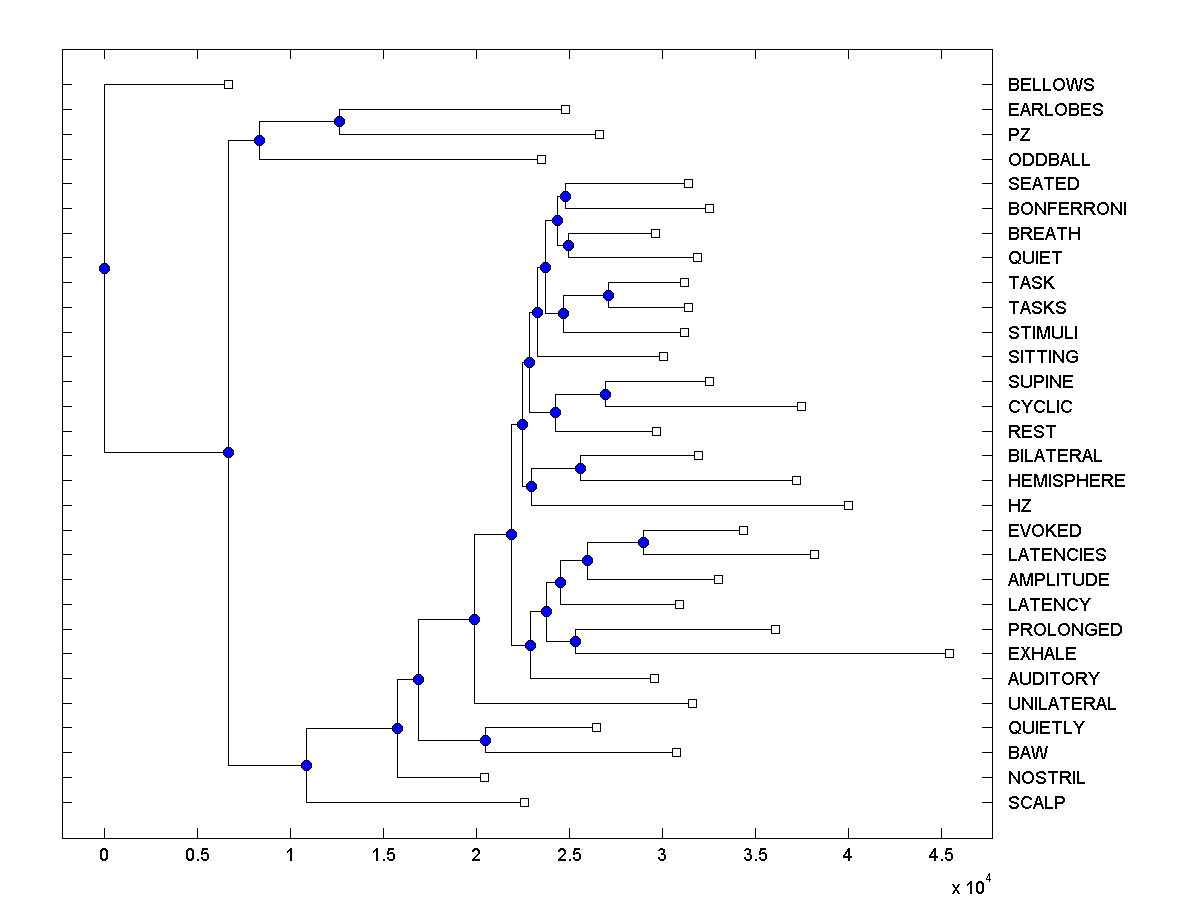 BELLOWS
EARLOBES
PZ
ODDBALL
SEATED
BONFERRONI
BREATH
QUIET
TASK
TASKS
STIMULI
SITTING
SUPINE
CYCLIC
REST
BILATERAL
HEMISPHERE
HZ
EVOKED
LATENCIES
AMPLITUDE
LATENCY
PROLONGED
EXHALE
AUDITORY
UNILATERAL
QUIETLY
BAW
NOSTRIL
SCALP
0 0.5 1 1.5 2 2.5 3 3.5 4 4.5
x 10^4